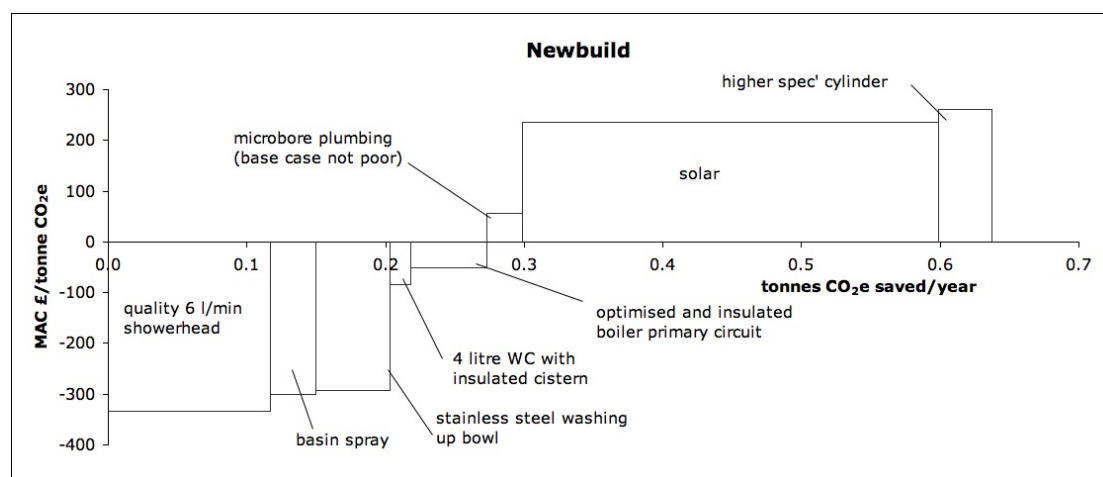 Newbuild
higher spec' cylinder
300
microbore plumbing
(base case not poor)
200
solar
100
0
0.0
0.1
0.2
0.3
0.4
0.5
0.6
0.7
tonnes CO₂e saved/year
MAC £/tonne CO₂e
-100
quality 6 l/min
showerhead
optimised and insulated
boiler primary circuit
-200
4 litre WC with
insulated cistern
-300
stainless steel washing
up bowl
basin spray
-400